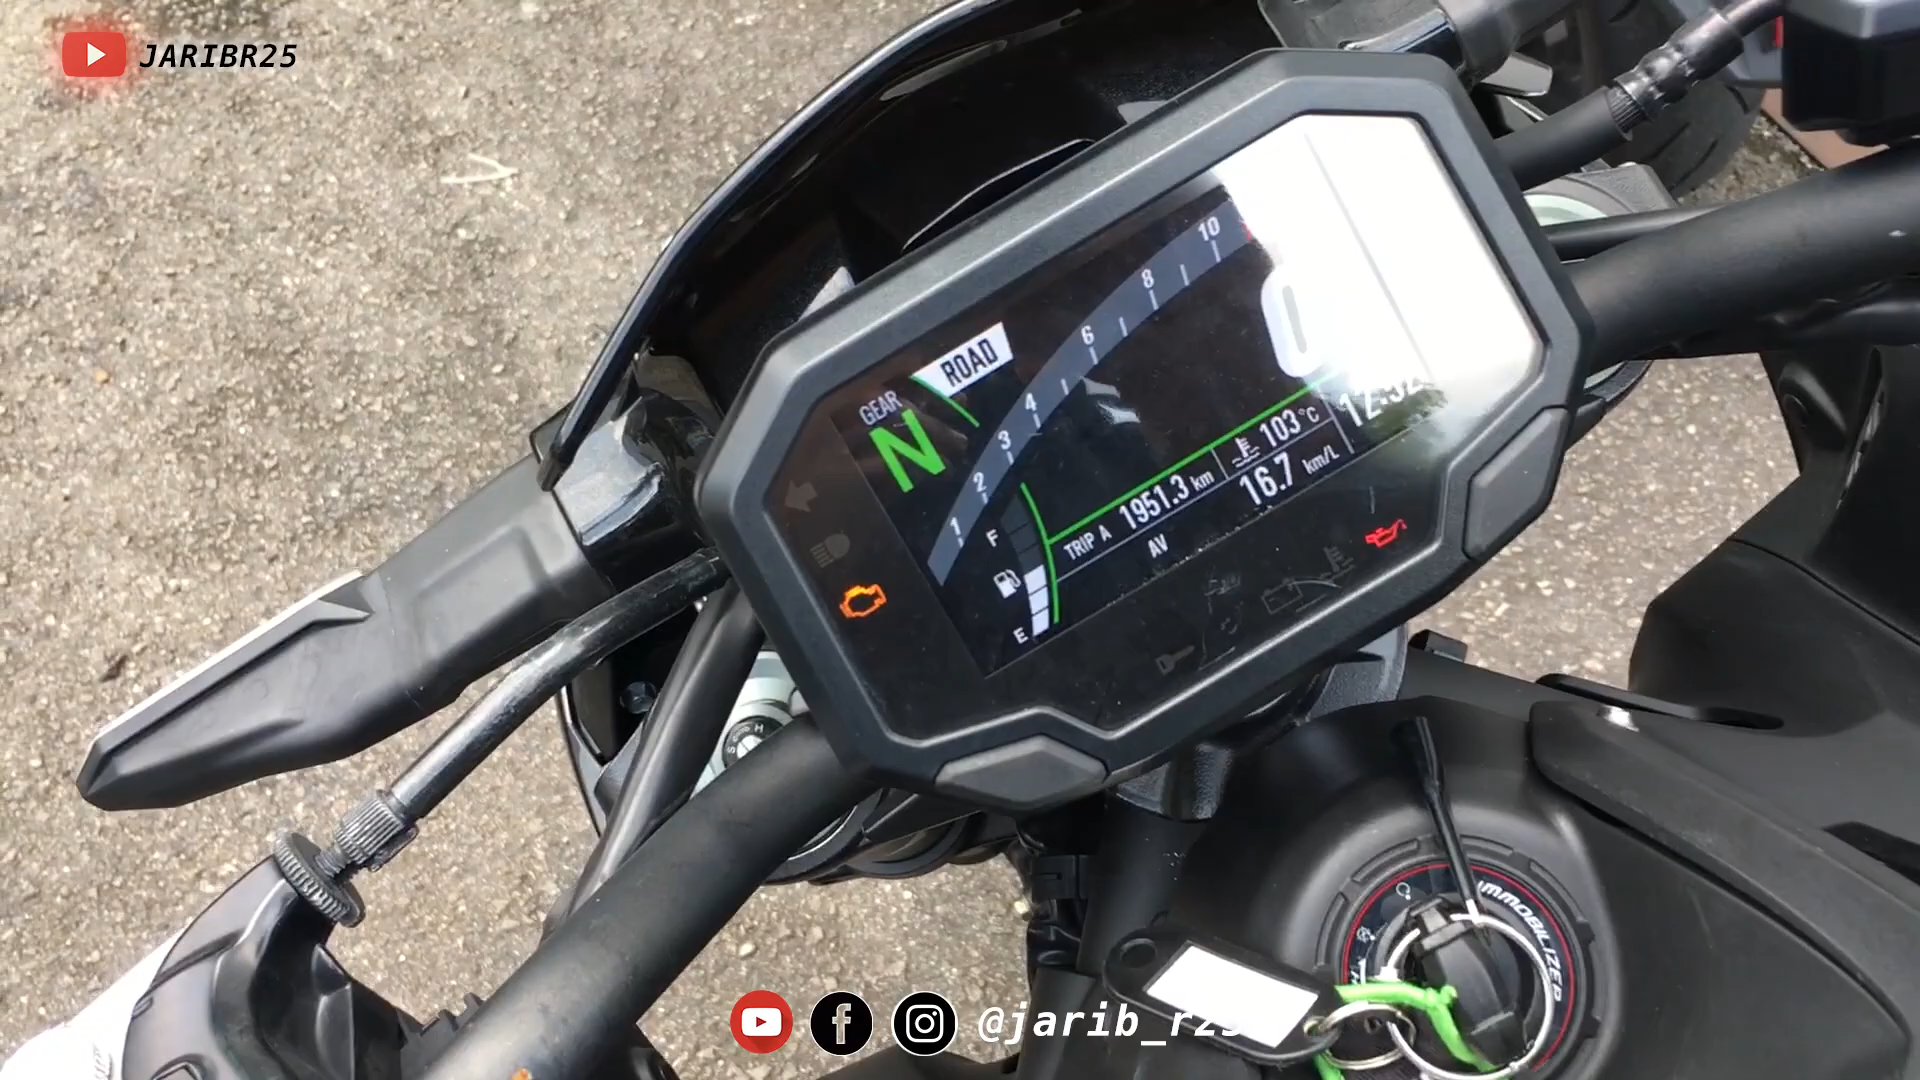 JARIBR25
ROAD
GEAR
N
1
2
3
4
6
8
10
0
F
E
TRIP A 1951.3 km
103 °C
AV 16.7 km/L
S H
IMMOBILIZER